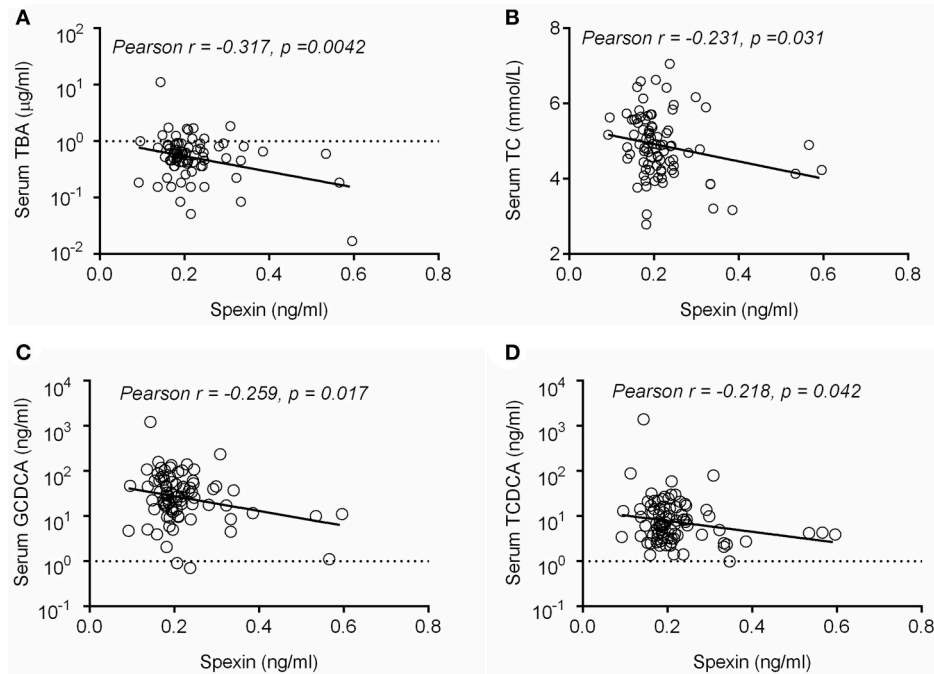 A
Pearson r = -0.317, p =0.0042
Serum TBA (μg/ml)
10²
10¹
10⁰
10⁻¹
10⁻²
0.0 0.2 0.4 0.6 0.8
Spexin (ng/ml)
B
Pearson r = -0.231, p =0.031
Serum TC (mmol/L)
8
6
4
2
0.0 0.2 0.4 0.6 0.8
Spexin (ng/ml)
C
Pearson r = -0.259, p = 0.017
Serum GCDCA (ng/ml)
10⁴
10³
10²
10¹
10⁰
10⁻¹
0.0 0.2 0.4 0.6 0.8
Spexin (ng/ml)
D
Pearson r = -0.218, p = 0.042
Serum TCDCA (ng/ml)
10⁴
10³
10²
10¹
10⁰
10⁻¹
0.0 0.2 0.4 0.6 0.8
Spexin (ng/ml)